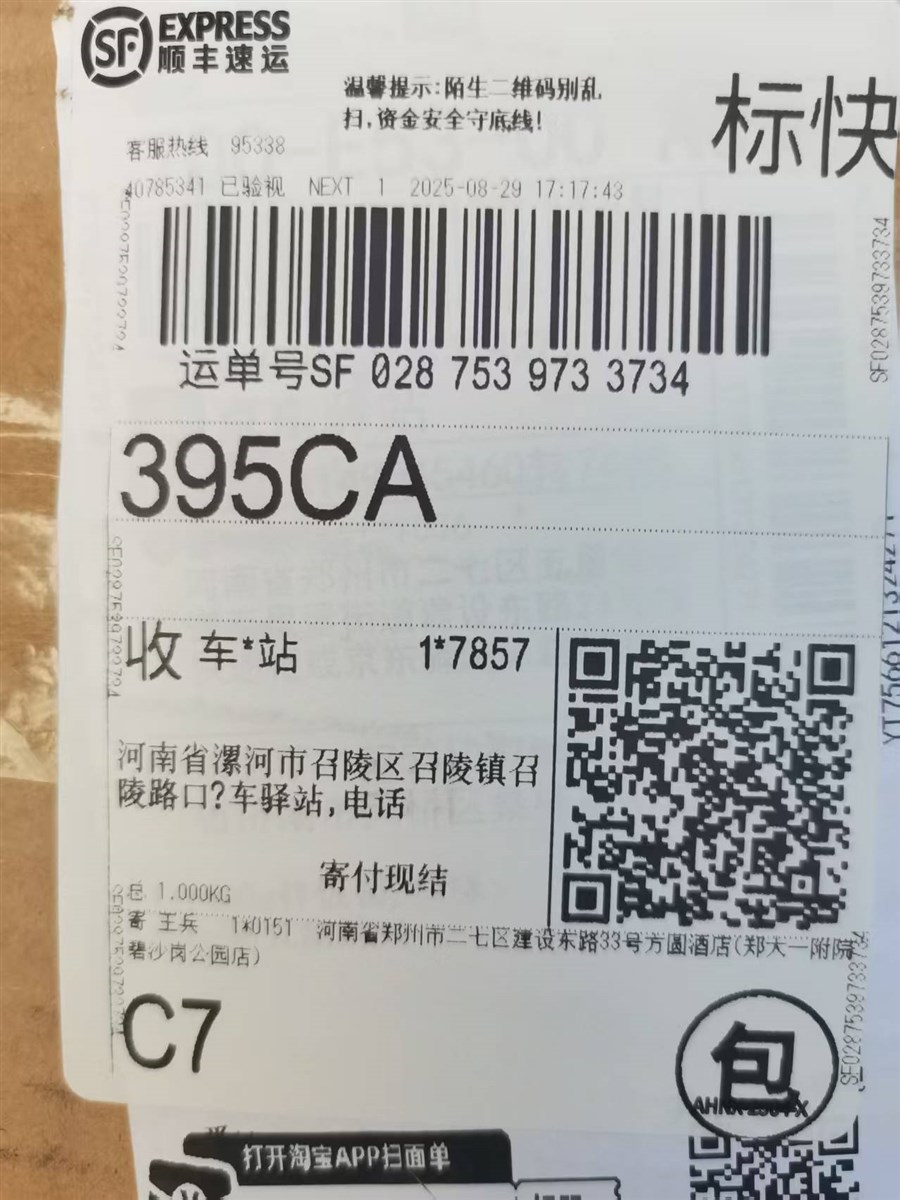 SF EXPRESS
顺丰速运
温馨提示:陌生二维码别乱
扫,资金安全守底线!
标快
客服热线 95338
40785341 已验视 NEXT 1 2025-08-29 17:17:43
运单号SF 028 753 973 3734
SF0287539733734
395CA
SF0287539733734
收 车*站 1*7857
河南省漯河市召陵区召陵镇召
陵路口?车驿站,电话
寄付现结
总 1.000KG
寄 王兵 1*0151 河南省郑州市二七区建设东路33号方圆酒店(郑大一附院
碧沙岗公园店)
SF0287539733734
C7
包
打开淘宝APP扫面单